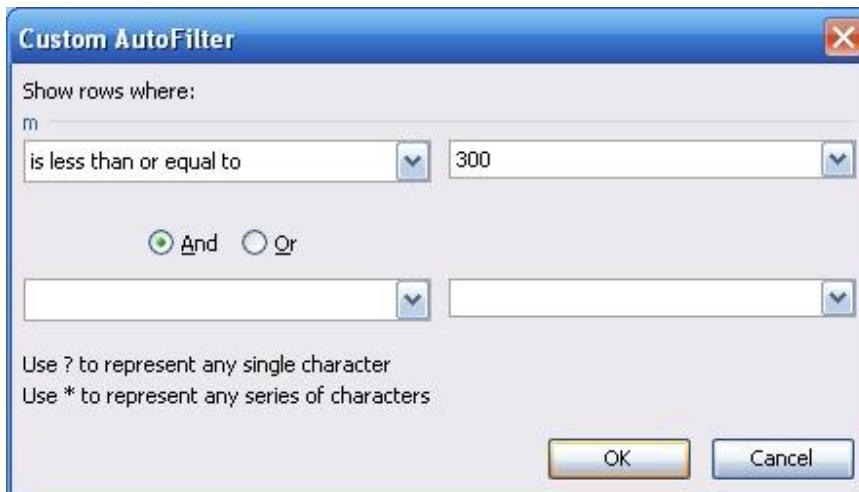 Custom AutoFilter
Show rows where:
m
is less than or equal to 300
And Or
Use ? to represent any single character
Use * to represent any series of characters
OK Cancel